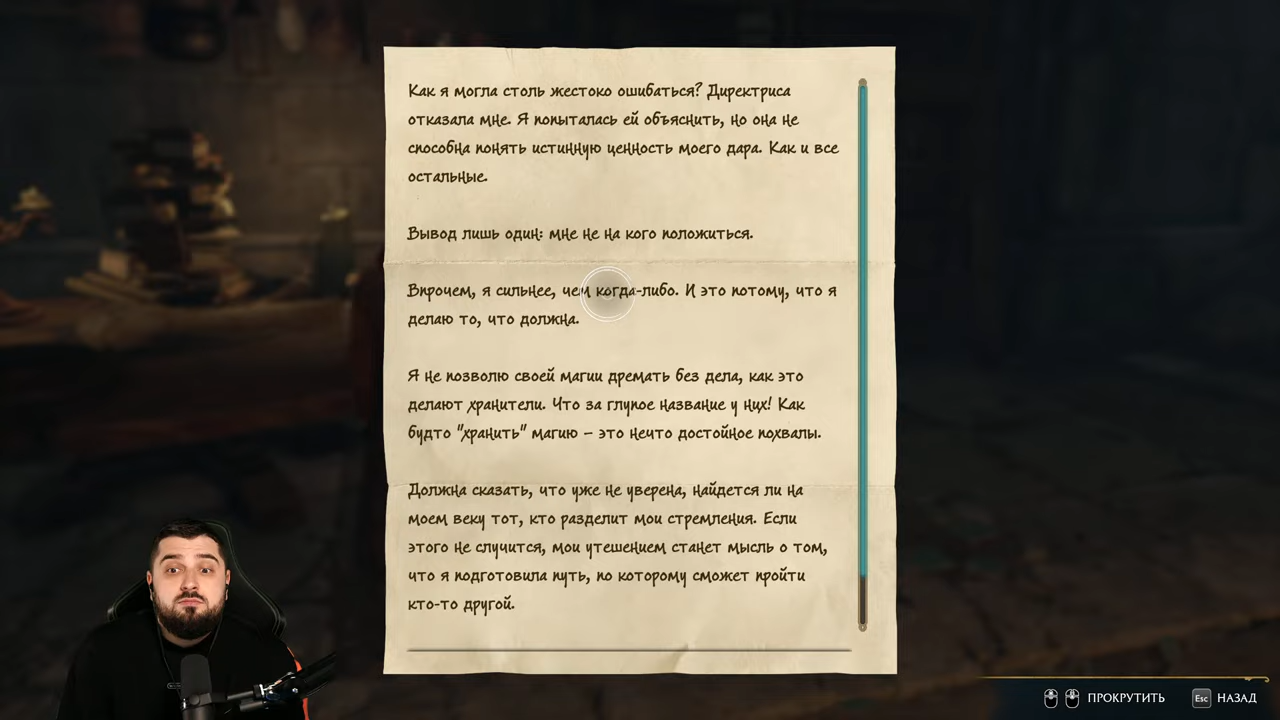 Как я могла столь жестоко ошибаться? Директриса
отказала мне. Я попыталась ей объяснить, но она не
способна понять истинную ценность моего дара. Как и все
остальные.
Вывод лишь один: мне не на кого положиться.
Впрочем, я сильнее, чем когда-либо. И это потому, что я
делаю то, что должна.
Я не позволю своей магии дремать без дела, как это
делают хранители. Что за глупое название у них! Как
будто "хранить" магию – это нечто достойное похвалы.
Должна сказать, что уже не уверена, найдется ли на
моем веку тот, кто разделит мои стремления. Если
этого не случится, мои утешением станет мысль о том,
что я подготовила путь, по которому сможет пройти
кто-то другой.
ПРОКРУТИТЬ
Esc НАЗАД